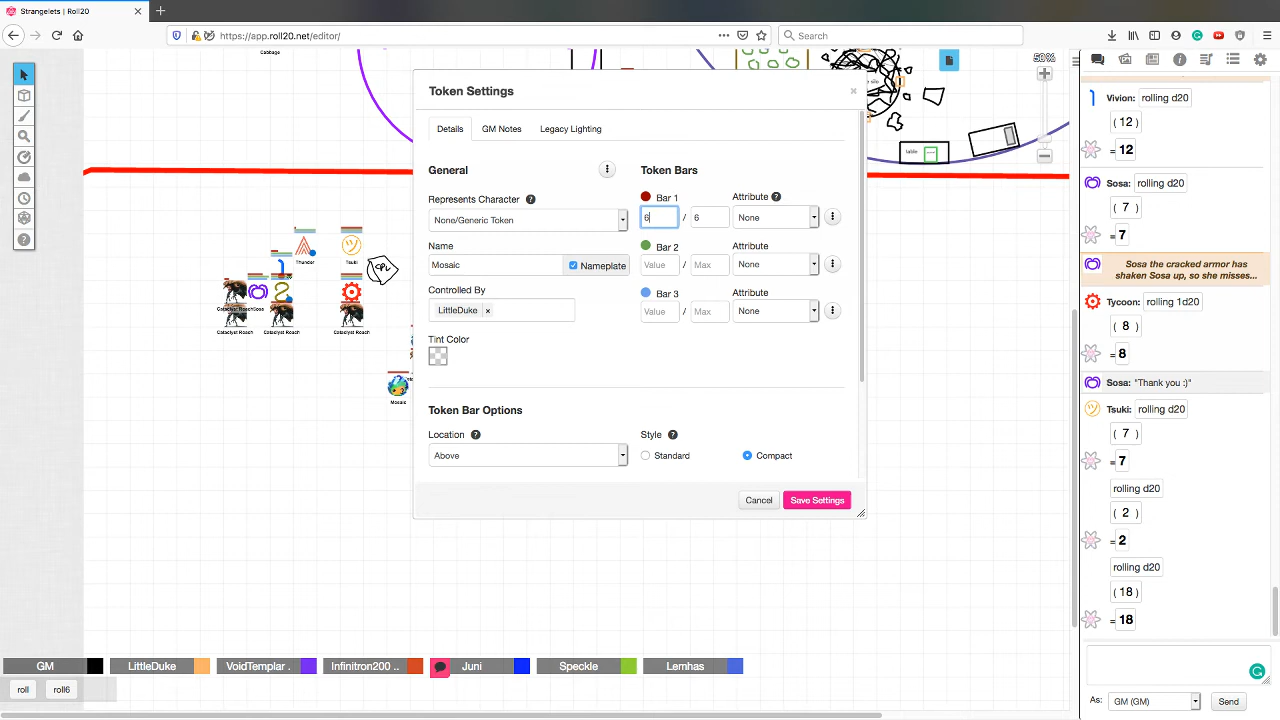 Strangelets | Roll20
https://app.roll20.net/editor/
Search
50%
Cabbage
table
Token Settings
Details
GM Notes
Legacy Lighting
General
Token Bars
Represents Character
None/Generic Token
Name
Mosaic
Nameplate
Controlled By
LittleDuke ×
Tint Color
Bar 1
Attribute
6 / 6
None
Bar 2
Attribute
Value / Max
None
Bar 3
Attribute
Value / Max
None
Token Bar Options
Location
Above
Style
Standard
Compact
Cancel
Save Settings
Thunder
Tsuki
Cataclyst Roach
Sosa
Cataclyst Roach
Cataclyst Roach
Cataclyst Roach
Mosaic
Vivion: rolling d20
( 12 )
= 12
Sosa: rolling d20
( 7 )
= 7
Sosa the cracked armor has
shaken Sosa up, so she misses...
Tycoon: rolling 1d20
( 8 )
= 8
Sosa: "Thank you :)"
Tsuki: rolling d20
( 7 )
= 7
rolling d20
( 2 )
= 2
rolling d20
( 18 )
= 18
As: GM (GM)
Send
GM
LittleDuke
VoidTemplar .
Infinitron200 ..
Juni
Speckle
Lemhas
roll
roll6